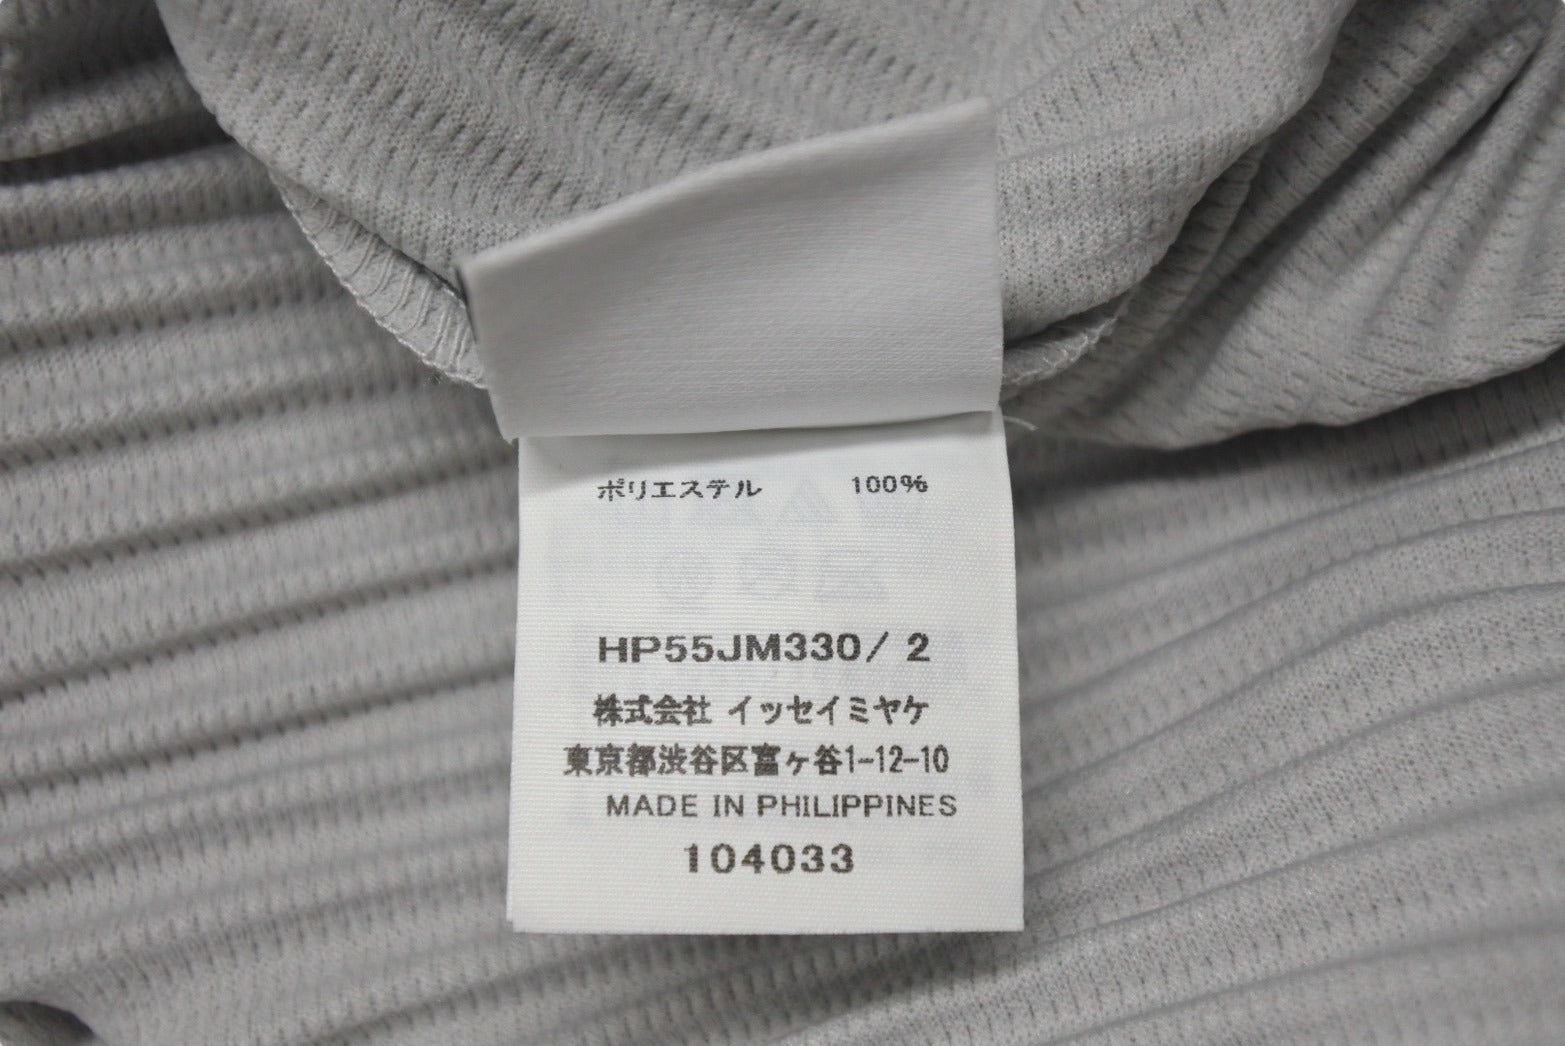 ポリエステル 100%
HP55JM330/ 2
株式会社 イッセイミヤケ
東京都渋谷区富ヶ谷1-12-10
MADE IN PHILIPPINES
104033